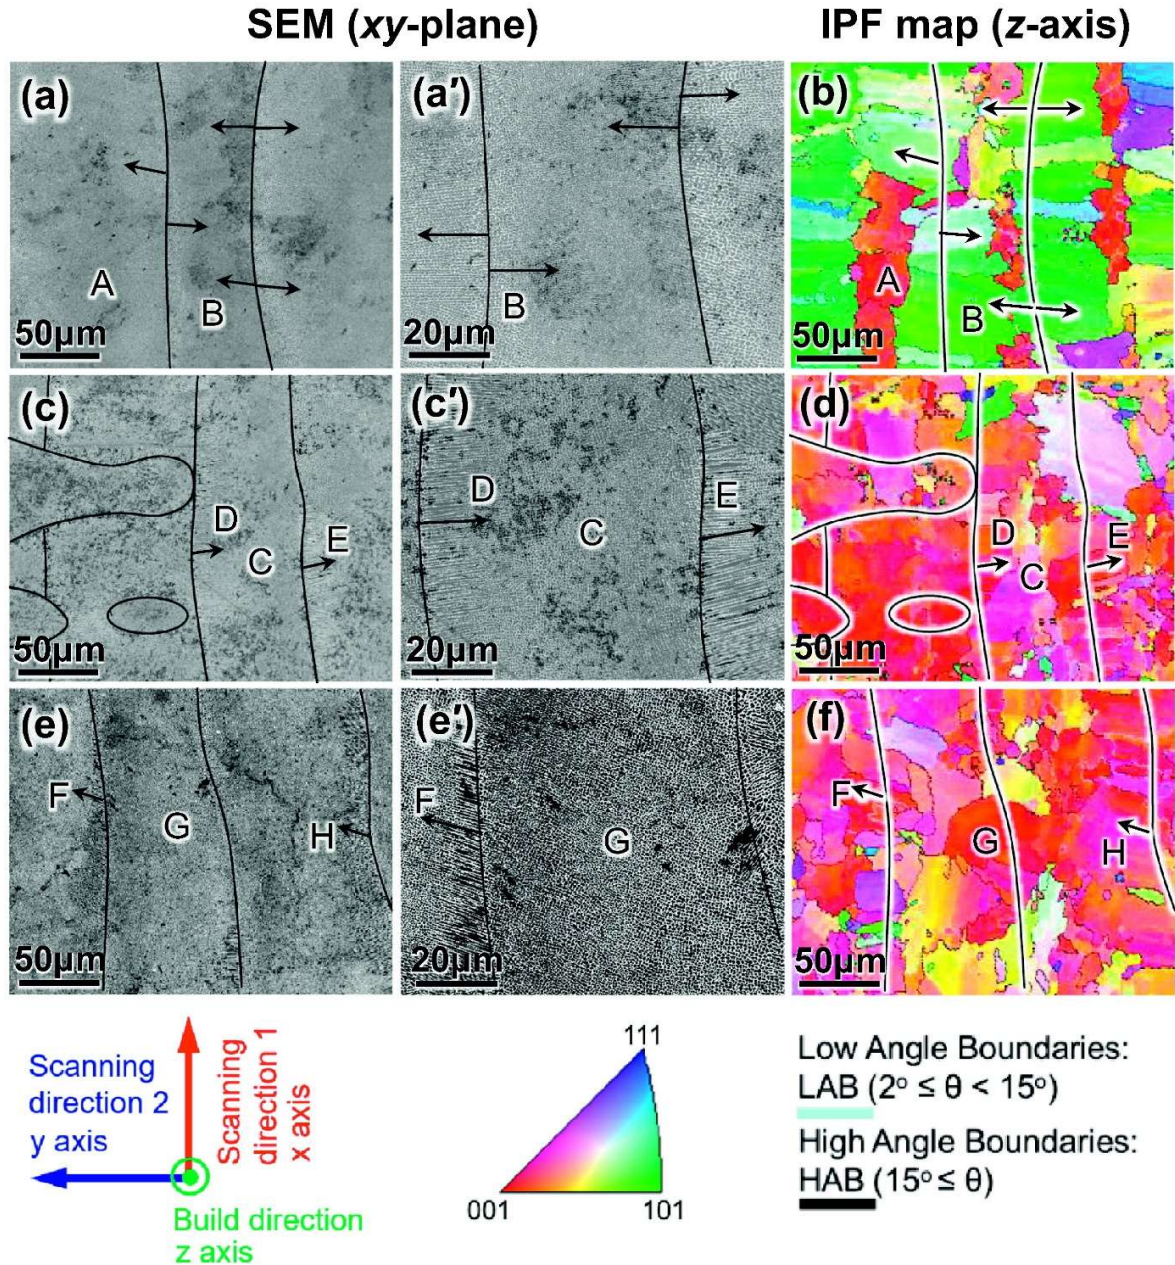 SEM (xy-plane)
IPF map (z-axis)
(a)
A
B
50μm
(a′)
B
20μm
(b)
A
B
50μm
(c)
D
C
E
50μm
(c′)
D
C
E
20μm
(d)
D
C
E
50μm
(e)
F
G
H
50μm
(e′)
F
G
20μm
(f)
F
G
H
50μm
Scanning
direction 2
y axis
Scanning
direction 1
x axis
Build direction
z axis
111
001
101
Low Angle Boundaries:
LAB (2° ≤ θ < 15°)
High Angle Boundaries:
HAB (15° ≤ θ)